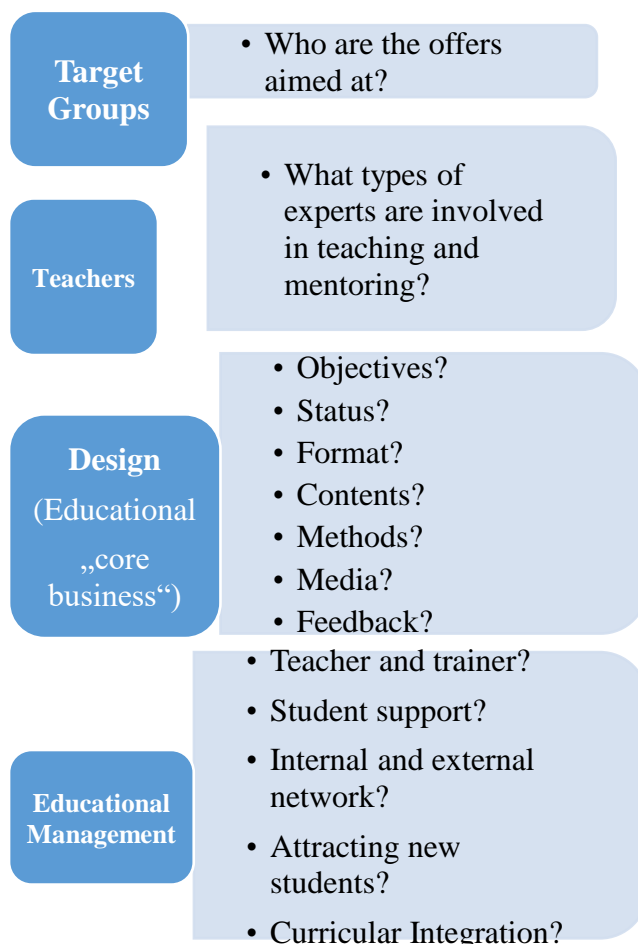 Target
Groups
• Who are the offers
aimed at?
Teachers
• What types of
experts are involved
in teaching and
mentoring?
Design
(Educational
„core
business“)
• Objectives?
• Status?
• Format?
• Contents?
• Methods?
• Media?
• Feedback?
Educational
Management
• Teacher and trainer?
• Student support?
• Internal and external
network?
• Attracting new
students?
• Curricular Integration?